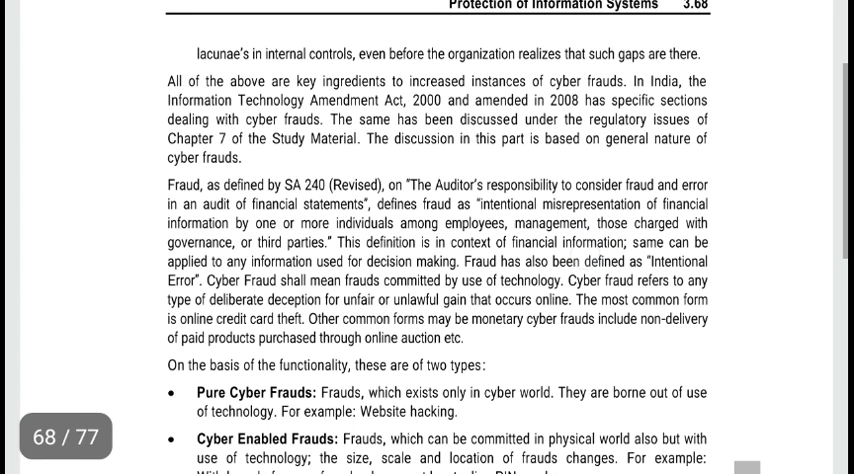 Protection of Information Systems 3.68
lacunae's in internal controls, even before the organization realizes that such gaps are there.
All of the above are key ingredients to increased instances of cyber frauds. In India, the
Information Technology Amendment Act, 2000 and amended in 2008 has specific sections
dealing with cyber frauds. The same has been discussed under the regulatory issues of
Chapter 7 of the Study Material. The discussion in this part is based on general nature of
cyber frauds.
Fraud, as defined by SA 240 (Revised), on "The Auditor's responsibility to consider fraud and error
in an audit of financial statements", defines fraud as "intentional misrepresentation of financial
information by one or more individuals among employees, management, those charged with
governance, or third parties." This definition is in context of financial information; same can be
applied to any information used for decision making. Fraud has also been defined as "Intentional
Error". Cyber Fraud shall mean frauds committed by use of technology. Cyber fraud refers to any
type of deliberate deception for unfair or unlawful gain that occurs online. The most common form
is online credit card theft. Other common forms may be monetary cyber frauds include non-delivery
of paid products purchased through online auction etc.
On the basis of the functionality, these are of two types:
• Pure Cyber Frauds: Frauds, which exists only in cyber world. They are borne out of use
of technology. For example: Website hacking.
• Cyber Enabled Frauds: Frauds, which can be committed in physical world also but with
use of technology; the size, scale and location of frauds changes. For example:
68 / 77